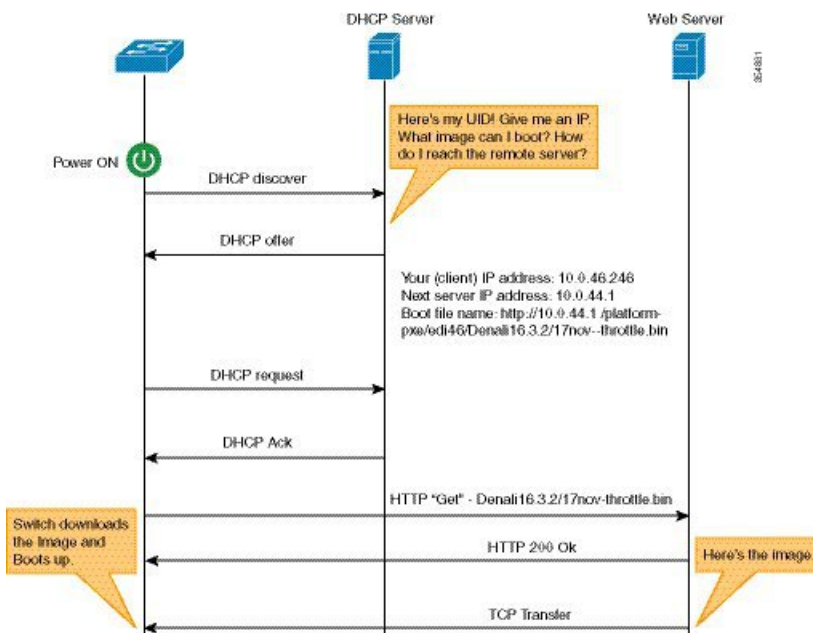 DHCP Server
Web Server
354881
Here's my UID! Give me an IP.
What image can I boot? How
do I reach the remote server?
Power ON
DHCP discover
DHCP offer
Your (client) IP address: 10.0.46.246
Next server IP address: 10.0.44.1
Boot file name: http://10.0.44.1 /platform-
pxe/edi46/Denali16.3.2/17nov--throttle.bin
DHCP request
DHCP Ack
HTTP "Get" - Denali16.3.2/17nov-throttle.bin
Switch downloads
the Image and
Boots up.
HTTP 200 Ok
Here's the image
TCP Transfer